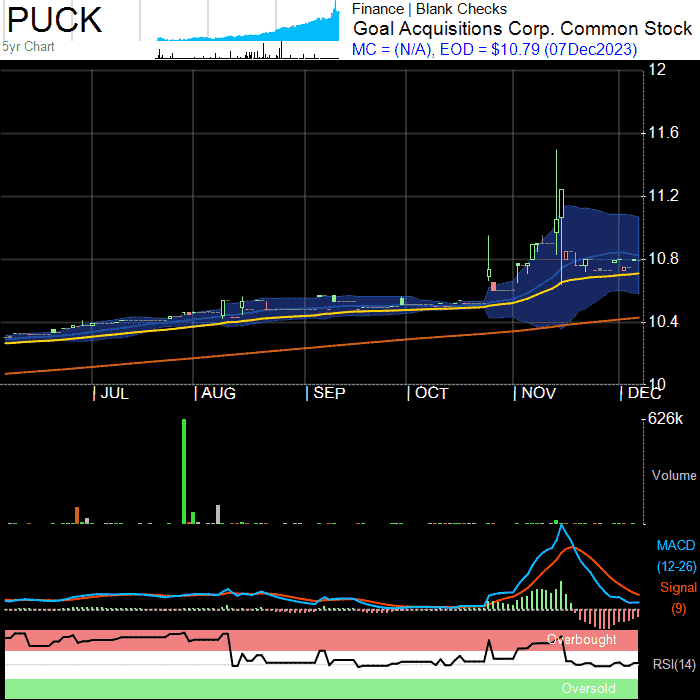 PUCK
5yr Chart
Finance | Blank Checks
Goal Acquisitions Corp. Common Stock
MC = (N/A), EOD = $10.79 (07Dec2023)
12
11.6
11.2
10.8
10.4
10
JUL AUG SEP OCT NOV DEC
626k
Volume
MACD
(12-26)
Signal
(9)
Overbought
RSI(14)
Oversold